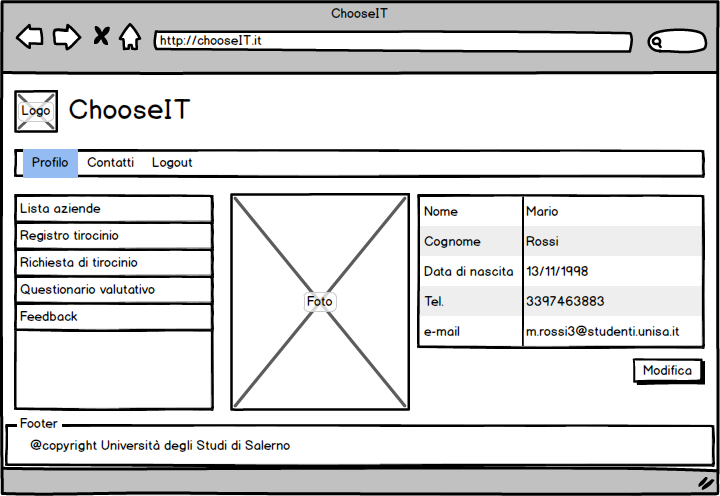 ChooseIT
http://chooseIT.it
Logo
ChooseIT
Profilo Contatti Logout
Lista aziende
Registro tirocinio
Richiesta di tirocinio
Questionario valutativo
Feedback
Foto
Nome Mario
Cognome Rossi
Data di nascita 13/11/1998
Tel. 3397463883
e-mail m.rossi3@studenti.unisa.it
Modifica
Footer
@copyright Università degli Studi di Salerno